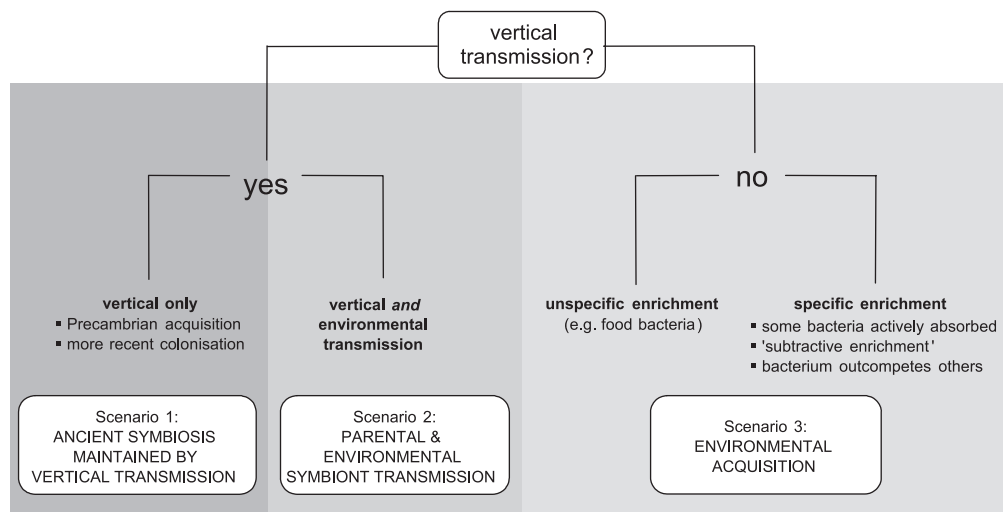 vertical
transmission?
yes
no
vertical only
▪ Precambrian acquisition
▪ more recent colonisation
vertical and
environmental
transmission
unspecific enrichment
(e.g. food bacteria)
specific enrichment
▪ some bacteria actively absorbed
▪ 'subtractive enrichment'
▪ bacterium outcompetes others
Scenario 1:
ANCIENT SYMBIOSIS
MAINTAINED BY
VERTICAL TRANSMISSION
Scenario 2:
PARENTAL &
ENVIRONMENTAL
SYMBIONT TRANSMISSION
Scenario 3:
ENVIRONMENTAL
ACQUISITION